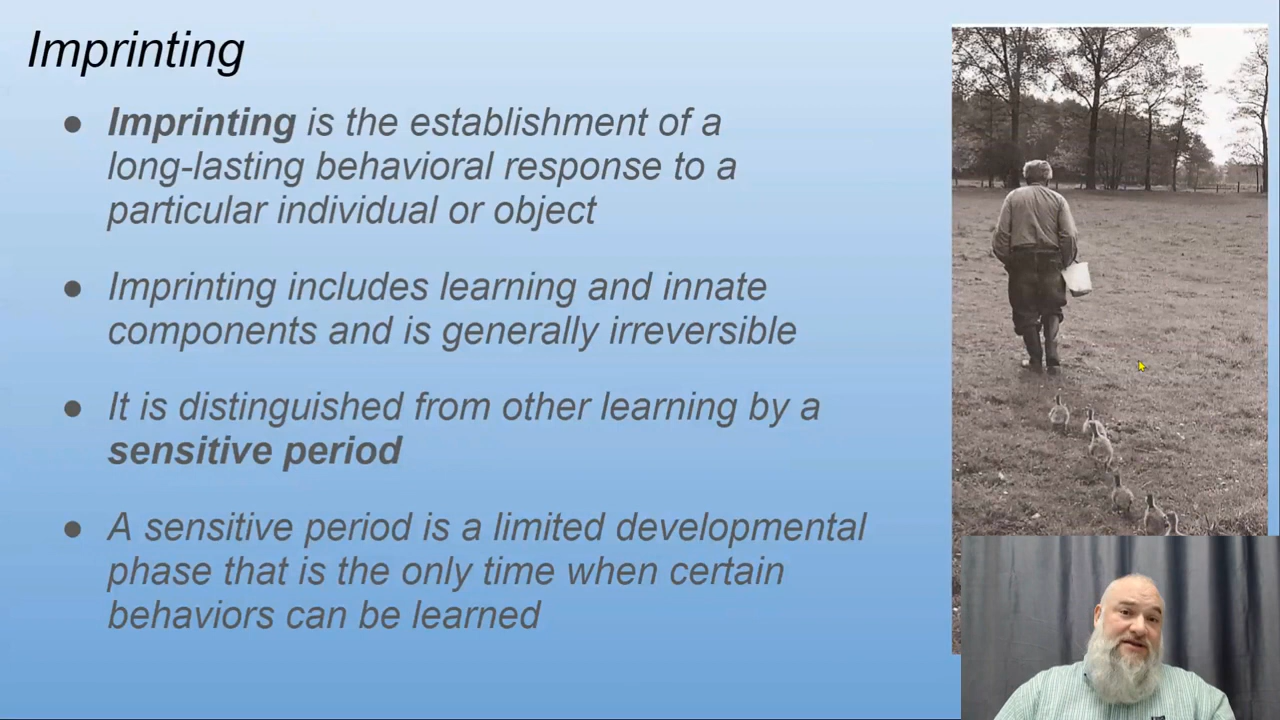 Imprinting
● Imprinting is the establishment of a
long-lasting behavioral response to a
particular individual or object
● Imprinting includes learning and innate
components and is generally irreversible
● It is distinguished from other learning by a
sensitive period
● A sensitive period is a limited developmental
phase that is the only time when certain
behaviors can be learned